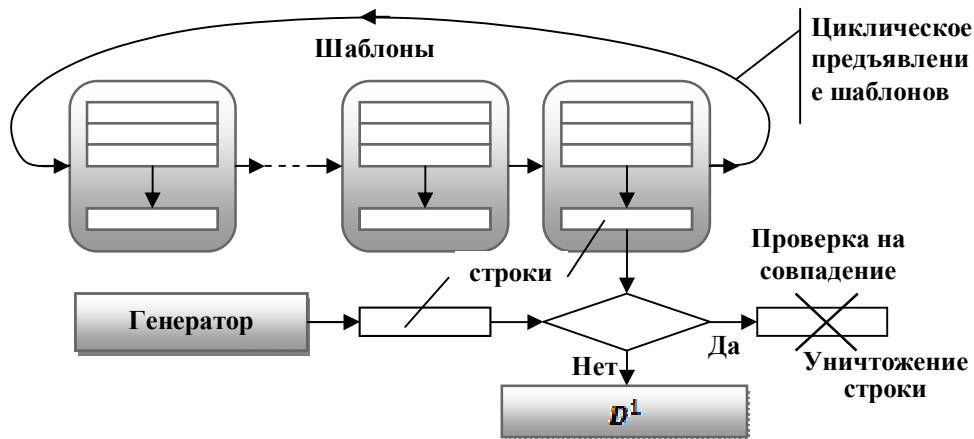 Шаблоны
Циклическое
предъявлени
е шаблонов
строки
Проверка на
совпадение
Генератор
Да
Нет
Уничтожение
строки
D¹